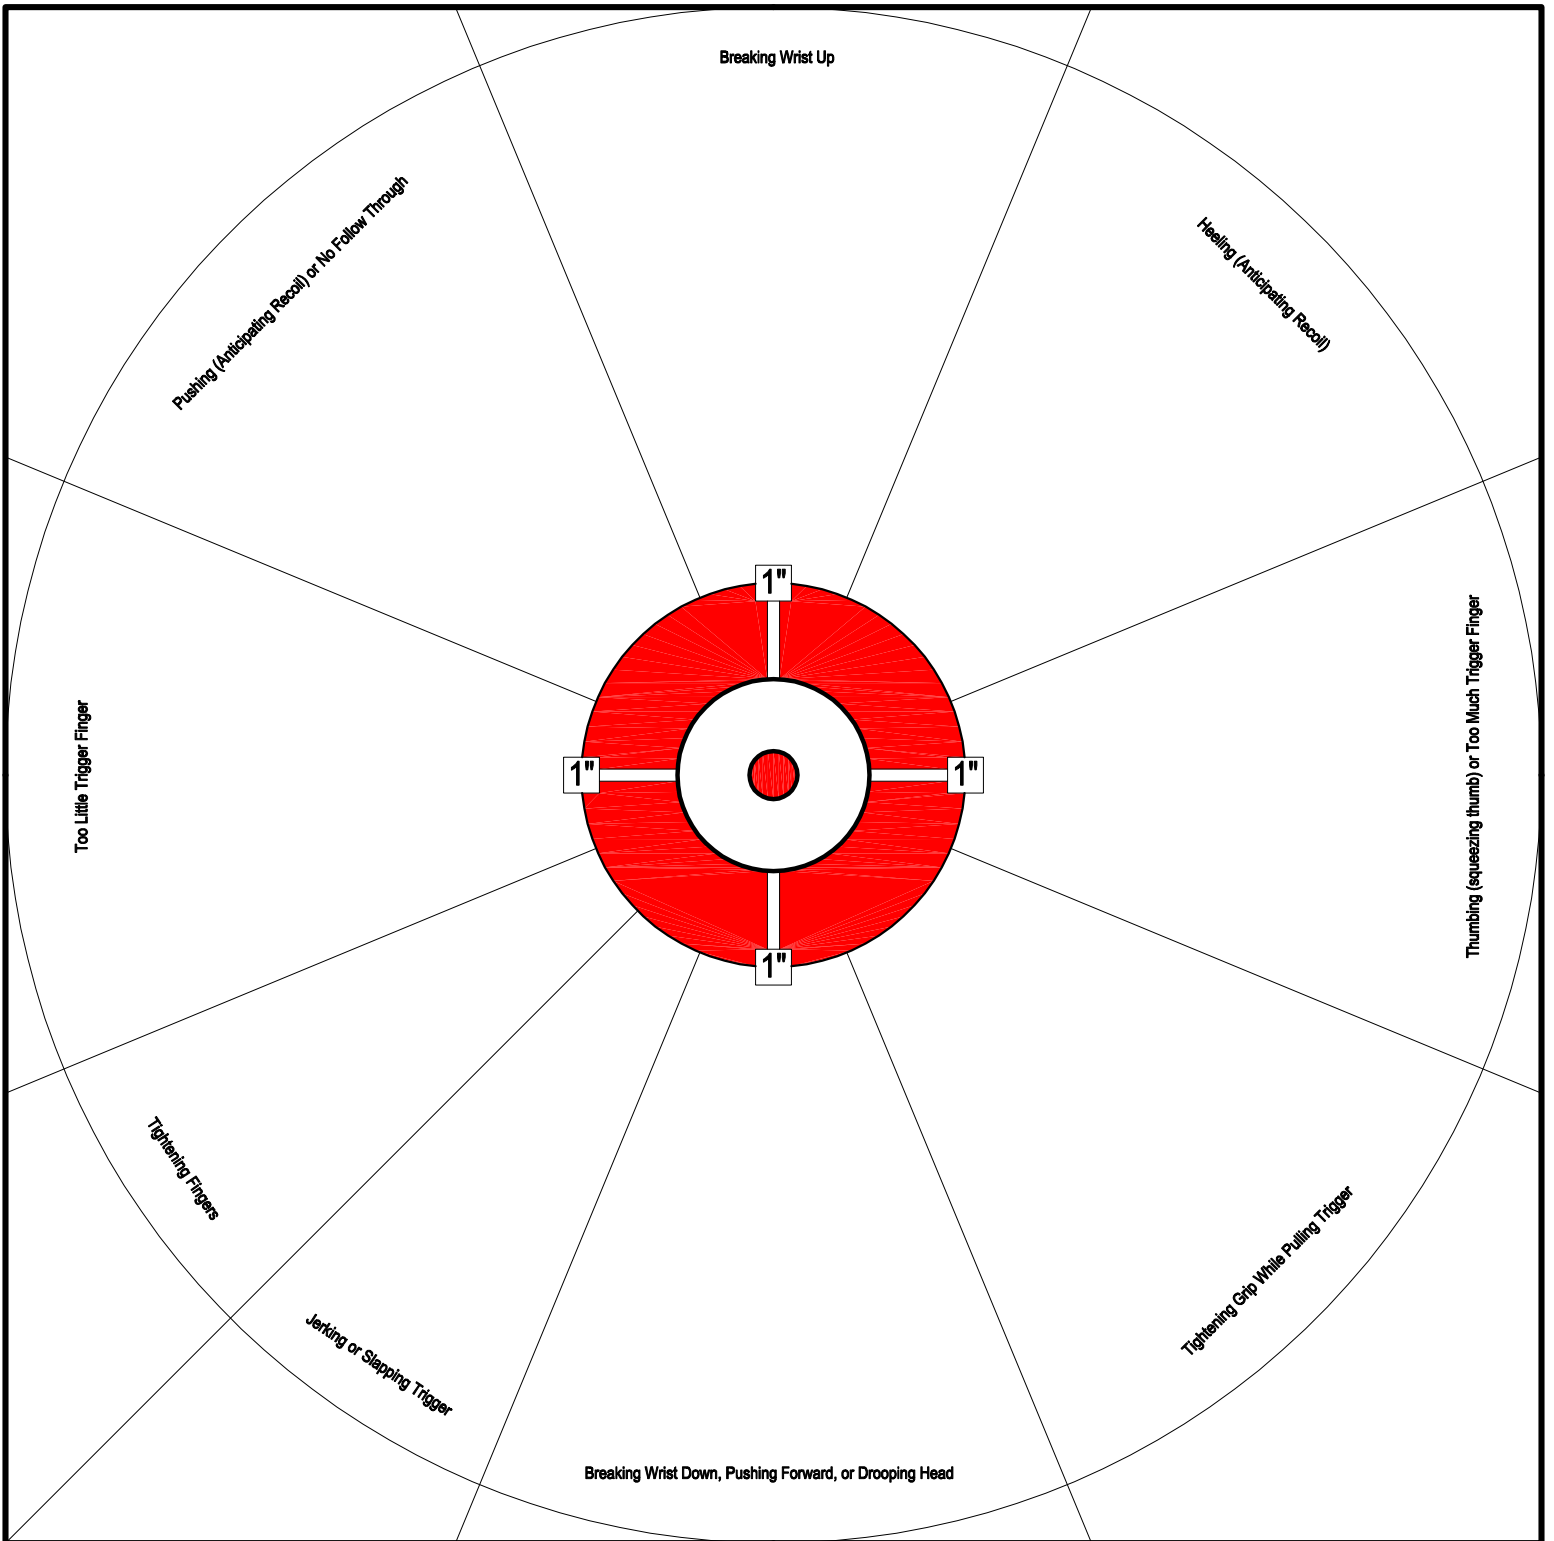 Breaking Wrist Up
Pushing (Anticipating Recoil) or No Follow Through
Heeling (Anticipating Recoil)
1"
Too Little Trigger Finger
1"
1"
Thumbing (squeezing thumb) or Too Much Trigger Finger
1"
Tightening Fingers
Tightening Grip While Pulling Trigger
Jerking or Slapping Trigger
Breaking Wrist Down, Pushing Forward, or Drooping Head